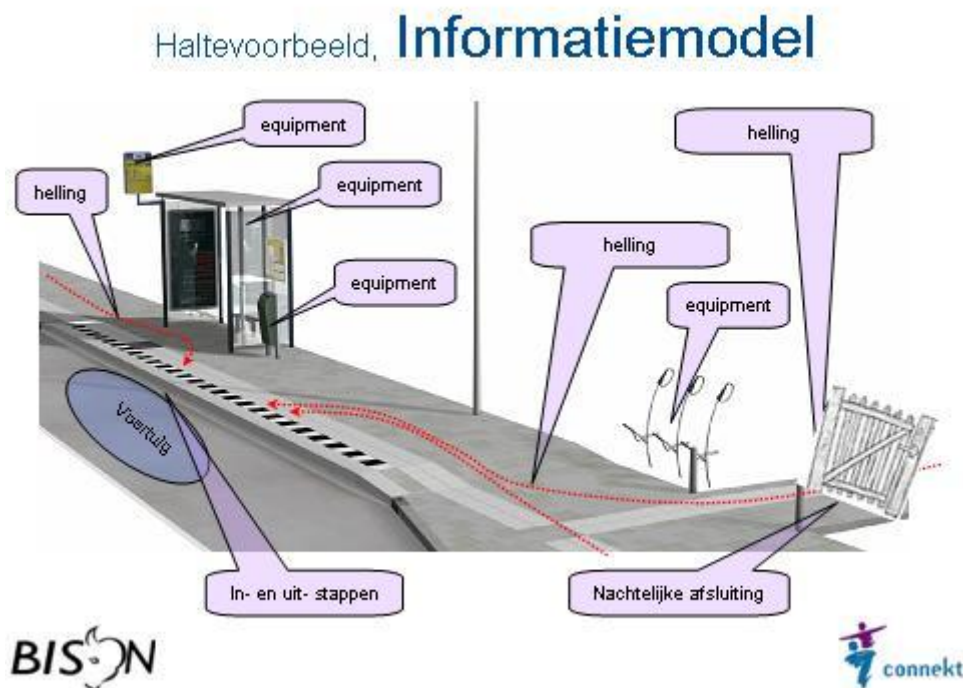 Haltevoorbeeld, Informatiemodel
equipment
helling
helling
equipment
helling
equipment
equipment
Voertuig
In- en uit- stappen
Nachtelijke afsluiting
BISON
connekt